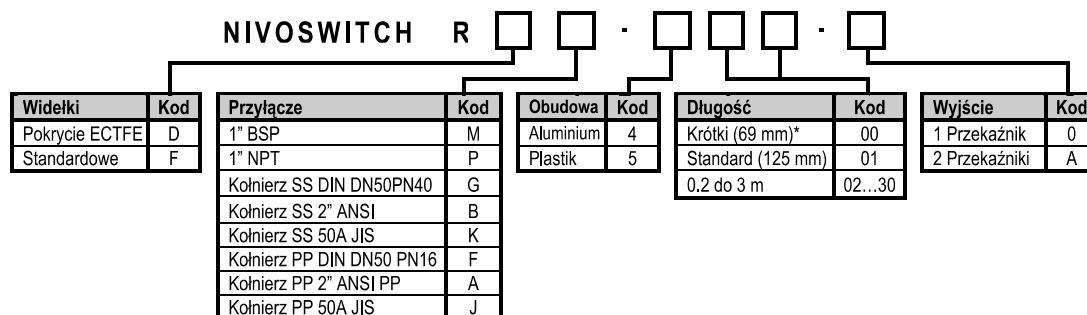 NIVOSWITCH R - -
Widełki Kod
Pokrycie ECTFE D
Standardowe F
Przyłącze Kod
1" BSP M
1" NPT P
Kołnierz SS DIN DN50PN40 G
Kołnierz SS 2" ANSI B
Kołnierz SS 50A JIS K
Kołnierz PP DIN DN50 PN16 F
Kołnierz PP 2" ANSI PP A
Kołnierz PP 50A JIS J
Obudowa Kod
Aluminium 4
Plastik 5
Długość Kod
Krótki (69 mm)* 00
Standard (125 mm) 01
0.2 do 3 m 02…30
Wyjście Kod
1 Przekaźnik 0
2 Przekaźniki A